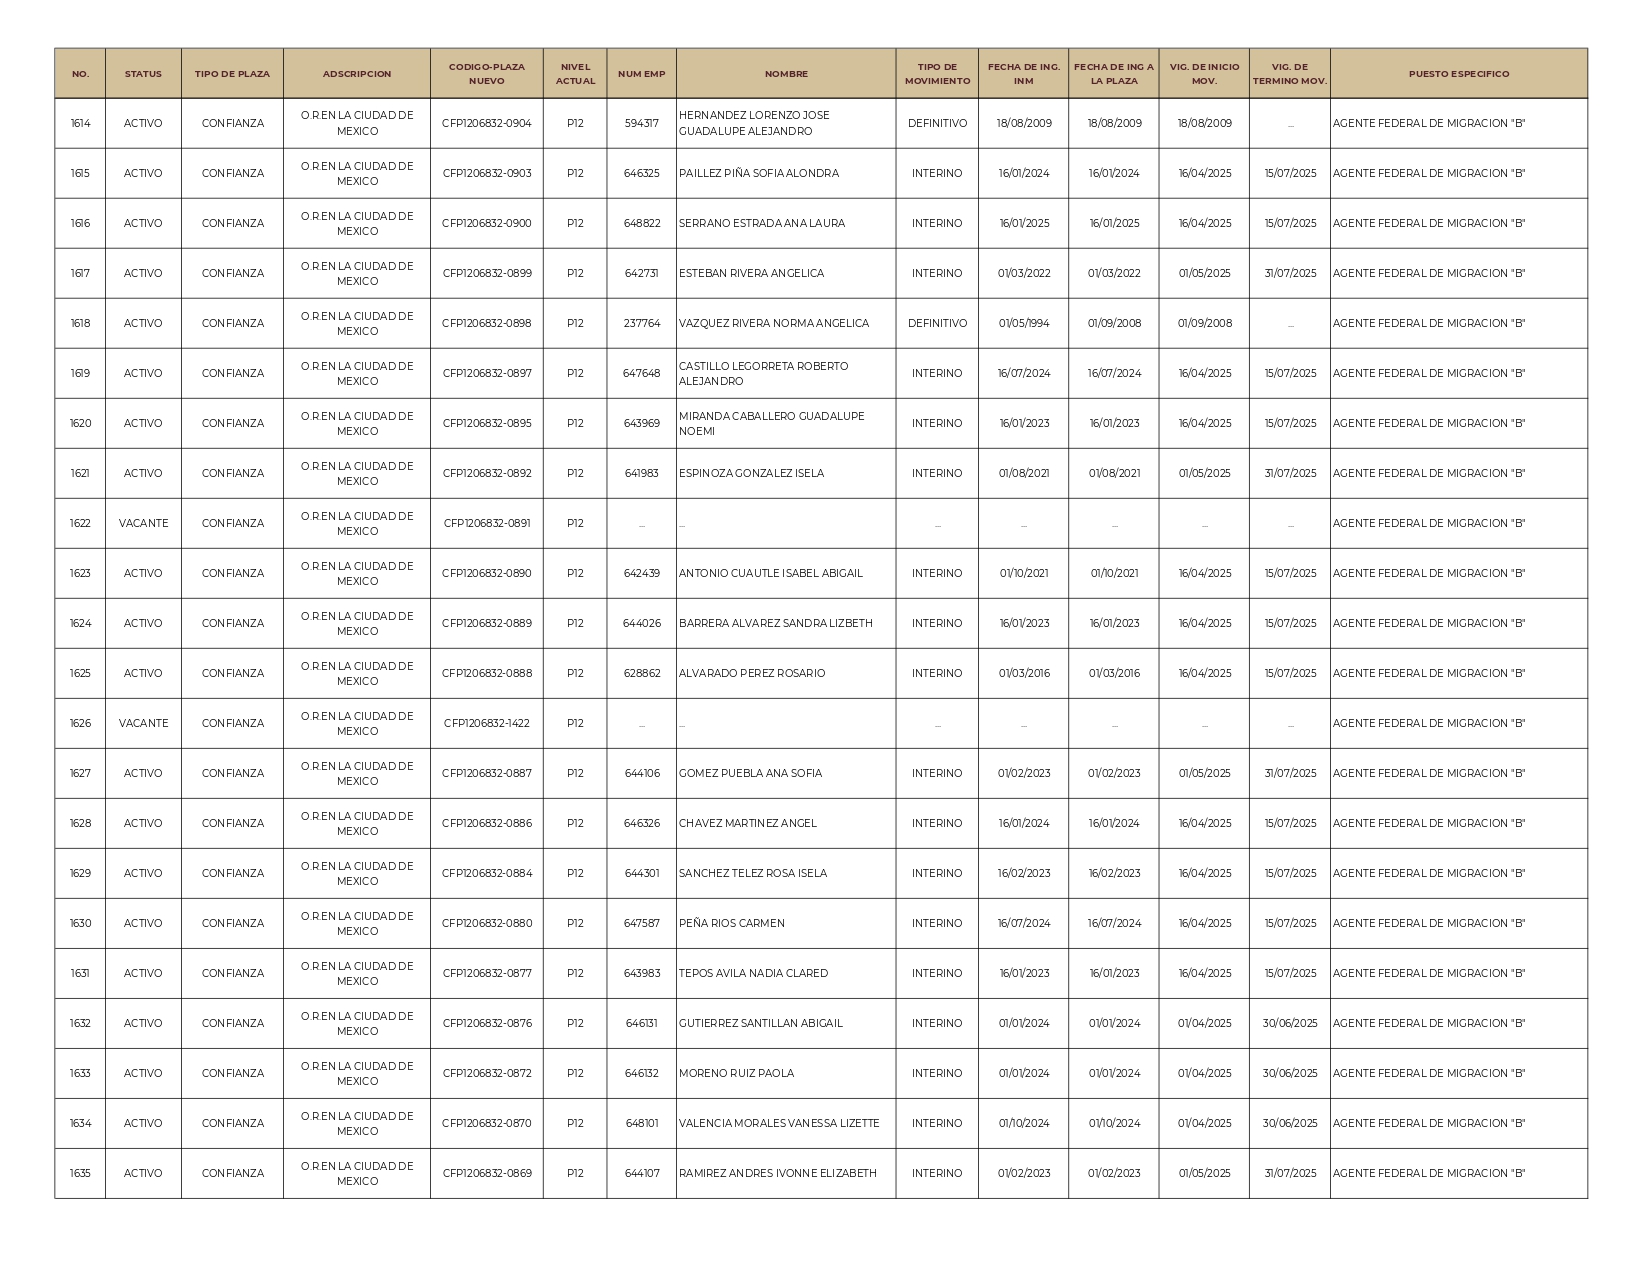 NO. STATUS TIPO DE PLAZA ADSCRIPCION CODIGO-PLAZA NUEVO NIVEL ACTUAL NUM EMP NOMBRE TIPO DE MOVIMIENTO FECHA DE ING. INM FECHA DE ING A LA PLAZA VIG. DE INICIO MOV. VIG. DE TERMINO MOV. PUESTO ESPECIFICO
1614 ACTIVO CONFIANZA O.R.EN LA CIUDAD DE MEXICO CFP1206832-0904 P12 594317 HERNANDEZ LORENZO JOSE GUADALUPE ALEJANDRO DEFINITIVO 18/08/2009 18/08/2009 18/08/2009 ... AGENTE FEDERAL DE MIGRACION "B"
1615 ACTIVO CONFIANZA O.R.EN LA CIUDAD DE MEXICO CFP1206832-0903 P12 646325 PAILLEZ PIÑA SOFIA ALONDRA INTERINO 16/01/2024 16/01/2024 16/04/2025 15/07/2025 AGENTE FEDERAL DE MIGRACION "B"
1616 ACTIVO CONFIANZA O.R.EN LA CIUDAD DE MEXICO CFP1206832-0900 P12 648822 SERRANO ESTRADA ANA LAURA INTERINO 16/01/2025 16/01/2025 16/04/2025 15/07/2025 AGENTE FEDERAL DE MIGRACION "B"
1617 ACTIVO CONFIANZA O.R.EN LA CIUDAD DE MEXICO CFP1206832-0899 P12 642731 ESTEBAN RIVERA ANGELICA INTERINO 01/03/2022 01/03/2022 01/05/2025 31/07/2025 AGENTE FEDERAL DE MIGRACION "B"
1618 ACTIVO CONFIANZA O.R.EN LA CIUDAD DE MEXICO CFP1206832-0898 P12 237764 VAZQUEZ RIVERA NORMA ANGELICA DEFINITIVO 01/05/1994 01/09/2008 01/09/2008 ... AGENTE FEDERAL DE MIGRACION "B"
1619 ACTIVO CONFIANZA O.R.EN LA CIUDAD DE MEXICO CFP1206832-0897 P12 647648 CASTILLO LEGORRETA ROBERTO ALEJANDRO INTERINO 16/07/2024 16/07/2024 16/04/2025 15/07/2025 AGENTE FEDERAL DE MIGRACION "B"
1620 ACTIVO CONFIANZA O.R.EN LA CIUDAD DE MEXICO CFP1206832-0895 P12 643969 MIRANDA CABALLERO GUADALUPE NOEMI INTERINO 16/01/2023 16/01/2023 16/04/2025 15/07/2025 AGENTE FEDERAL DE MIGRACION "B"
1621 ACTIVO CONFIANZA O.R.EN LA CIUDAD DE MEXICO CFP1206832-0892 P12 641983 ESPINOZA GONZALEZ ISELA INTERINO 01/08/2021 01/08/2021 01/05/2025 31/07/2025 AGENTE FEDERAL DE MIGRACION "B"
1622 VACANTE CONFIANZA O.R.EN LA CIUDAD DE MEXICO CFP1206832-0891 P12 ... ... ... ... ... ... ... AGENTE FEDERAL DE MIGRACION "B"
1623 ACTIVO CONFIANZA O.R.EN LA CIUDAD DE MEXICO CFP1206832-0890 P12 642439 ANTONIO CUAUTLE ISABEL ABIGAIL INTERINO 01/10/2021 01/10/2021 16/04/2025 15/07/2025 AGENTE FEDERAL DE MIGRACION "B"
1624 ACTIVO CONFIANZA O.R.EN LA CIUDAD DE MEXICO CFP1206832-0889 P12 644026 BARRERA ALVAREZ SANDRA LIZBETH INTERINO 16/01/2023 16/01/2023 16/04/2025 15/07/2025 AGENTE FEDERAL DE MIGRACION "B"
1625 ACTIVO CONFIANZA O.R.EN LA CIUDAD DE MEXICO CFP1206832-0888 P12 628862 ALVARADO PEREZ ROSARIO INTERINO 01/03/2016 01/03/2016 16/04/2025 15/07/2025 AGENTE FEDERAL DE MIGRACION "B"
1626 VACANTE CONFIANZA O.R.EN LA CIUDAD DE MEXICO CFP1206832-1422 P12 ... ... ... ... ... ... ... AGENTE FEDERAL DE MIGRACION "B"
1627 ACTIVO CONFIANZA O.R.EN LA CIUDAD DE MEXICO CFP1206832-0887 P12 644106 GOMEZ PUEBLA ANA SOFIA INTERINO 01/02/2023 01/02/2023 01/05/2025 31/07/2025 AGENTE FEDERAL DE MIGRACION "B"
1628 ACTIVO CONFIANZA O.R.EN LA CIUDAD DE MEXICO CFP1206832-0886 P12 646326 CHAVEZ MARTINEZ ANGEL INTERINO 16/01/2024 16/01/2024 16/04/2025 15/07/2025 AGENTE FEDERAL DE MIGRACION "B"
1629 ACTIVO CONFIANZA O.R.EN LA CIUDAD DE MEXICO CFP1206832-0884 P12 644301 SANCHEZ TELEZ ROSA ISELA INTERINO 16/02/2023 16/02/2023 16/04/2025 15/07/2025 AGENTE FEDERAL DE MIGRACION "B"
1630 ACTIVO CONFIANZA O.R.EN LA CIUDAD DE MEXICO CFP1206832-0880 P12 647587 PEÑA RIOS CARMEN INTERINO 16/07/2024 16/07/2024 16/04/2025 15/07/2025 AGENTE FEDERAL DE MIGRACION "B"
1631 ACTIVO CONFIANZA O.R.EN LA CIUDAD DE MEXICO CFP1206832-0877 P12 643983 TEPOS AVILA NADIA CLARED INTERINO 16/01/2023 16/01/2023 16/04/2025 15/07/2025 AGENTE FEDERAL DE MIGRACION "B"
1632 ACTIVO CONFIANZA O.R.EN LA CIUDAD DE MEXICO CFP1206832-0876 P12 646131 GUTIERREZ SANTILLAN ABIGAIL INTERINO 01/01/2024 01/01/2024 01/04/2025 30/06/2025 AGENTE FEDERAL DE MIGRACION "B"
1633 ACTIVO CONFIANZA O.R.EN LA CIUDAD DE MEXICO CFP1206832-0872 P12 646132 MORENO RUIZ PAOLA INTERINO 01/01/2024 01/01/2024 01/04/2025 30/06/2025 AGENTE FEDERAL DE MIGRACION "B"
1634 ACTIVO CONFIANZA O.R.EN LA CIUDAD DE MEXICO CFP1206832-0870 P12 648101 VALENCIA MORALES VANESSA LIZETTE INTERINO 01/10/2024 01/10/2024 01/04/2025 30/06/2025 AGENTE FEDERAL DE MIGRACION "B"
1635 ACTIVO CONFIANZA O.R.EN LA CIUDAD DE MEXICO CFP1206832-0869 P12 644107 RAMIREZ ANDRES IVONNE ELIZABETH INTERINO 01/02/2023 01/02/2023 01/05/2025 31/07/2025 AGENTE FEDERAL DE MIGRACION "B"